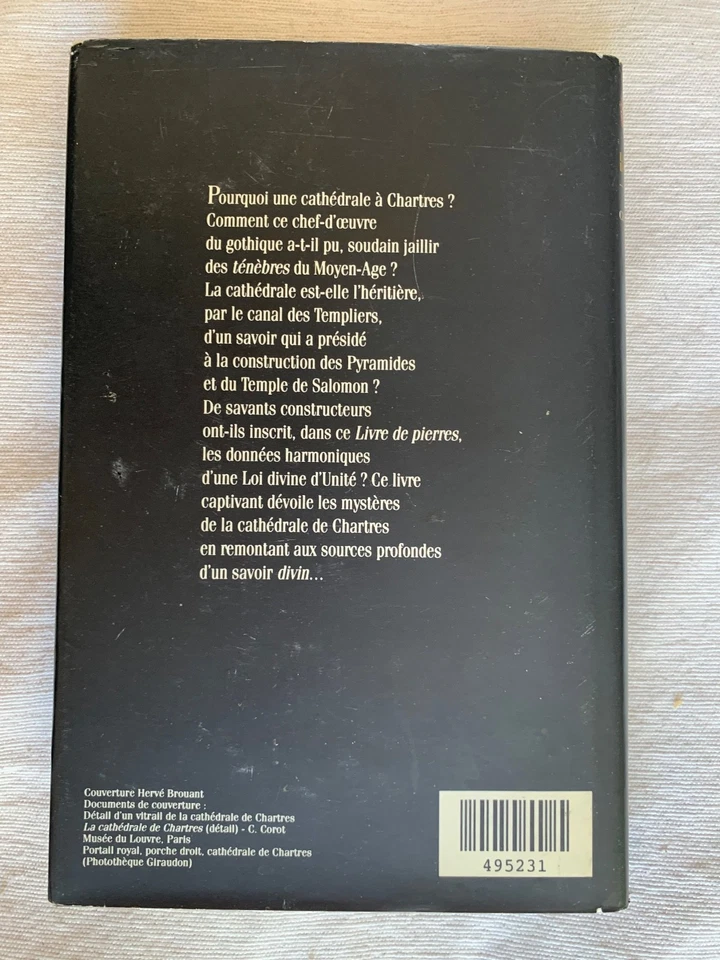 Pourquoi une cathédrale à Chartres ?
Comment ce chef-d'œuvre
du gothique a-t-il pu, soudain jaillir
des ténèbres du Moyen-Age ?
La cathédrale est-elle l'héritière,
par le canal des Templiers,
d'un savoir qui a présidé
à la construction des Pyramides
et du Temple de Salomon ?
De savants constructeurs
ont-ils inscrit, dans ce Livre de pierres,
les données harmoniques
d'une Loi divine d'Unité ? Ce livre
captivant dévoile les mystères
de la cathédrale de Chartres
en remontant aux sources profondes
d'un savoir divin...
Couverture Hervé Brouant
Documents de couverture :
Détail d'un vitrail de la cathédrale de Chartres
La cathédrale de Chartres (détail) - C. Corot
Musée du Louvre, Paris
Portail royal, porche droit, cathédrale de Chartres
(Photothèque Giraudon)
495231